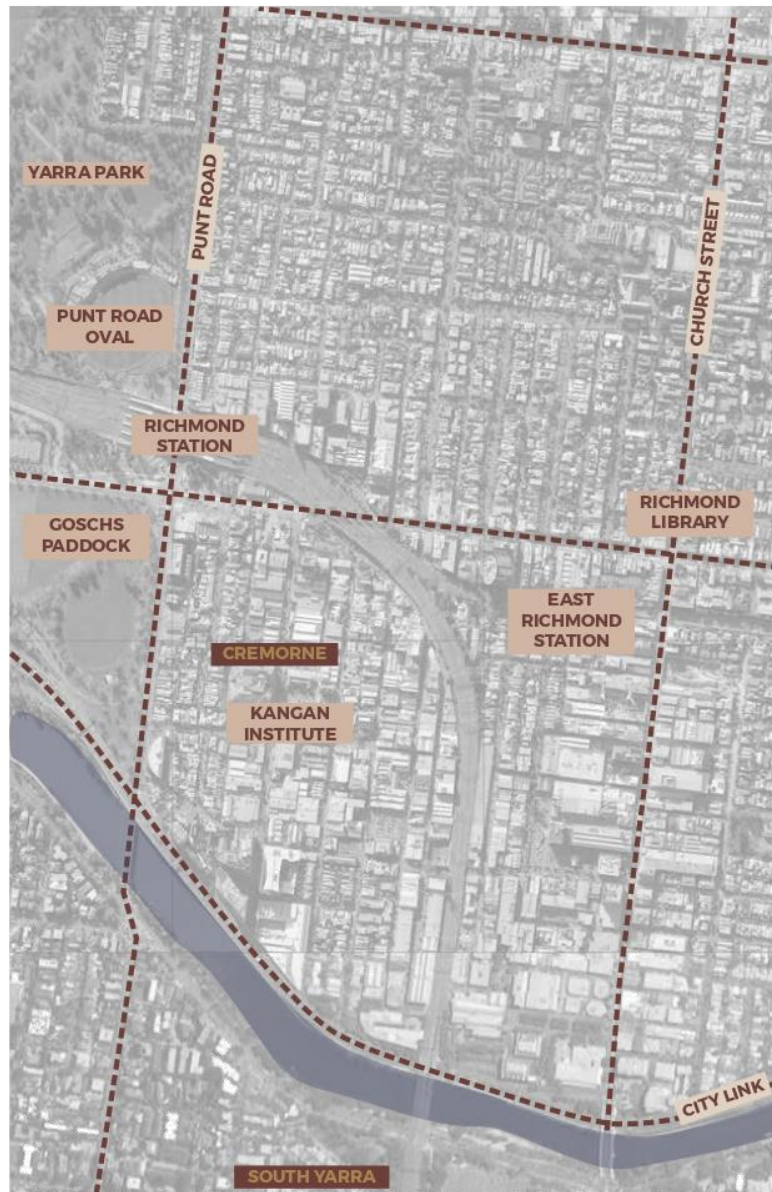 YARRA PARK
PUNT ROAD
CHURCH STREET
PUNT ROAD
OVAL
RICHMOND
STATION
GOSCHS
PADDOCK
RICHMOND
LIBRARY
EAST
RICHMOND
STATION
CREMORNE
KANGAN
INSTITUTE
CITY LINK
SOUTH YARRA